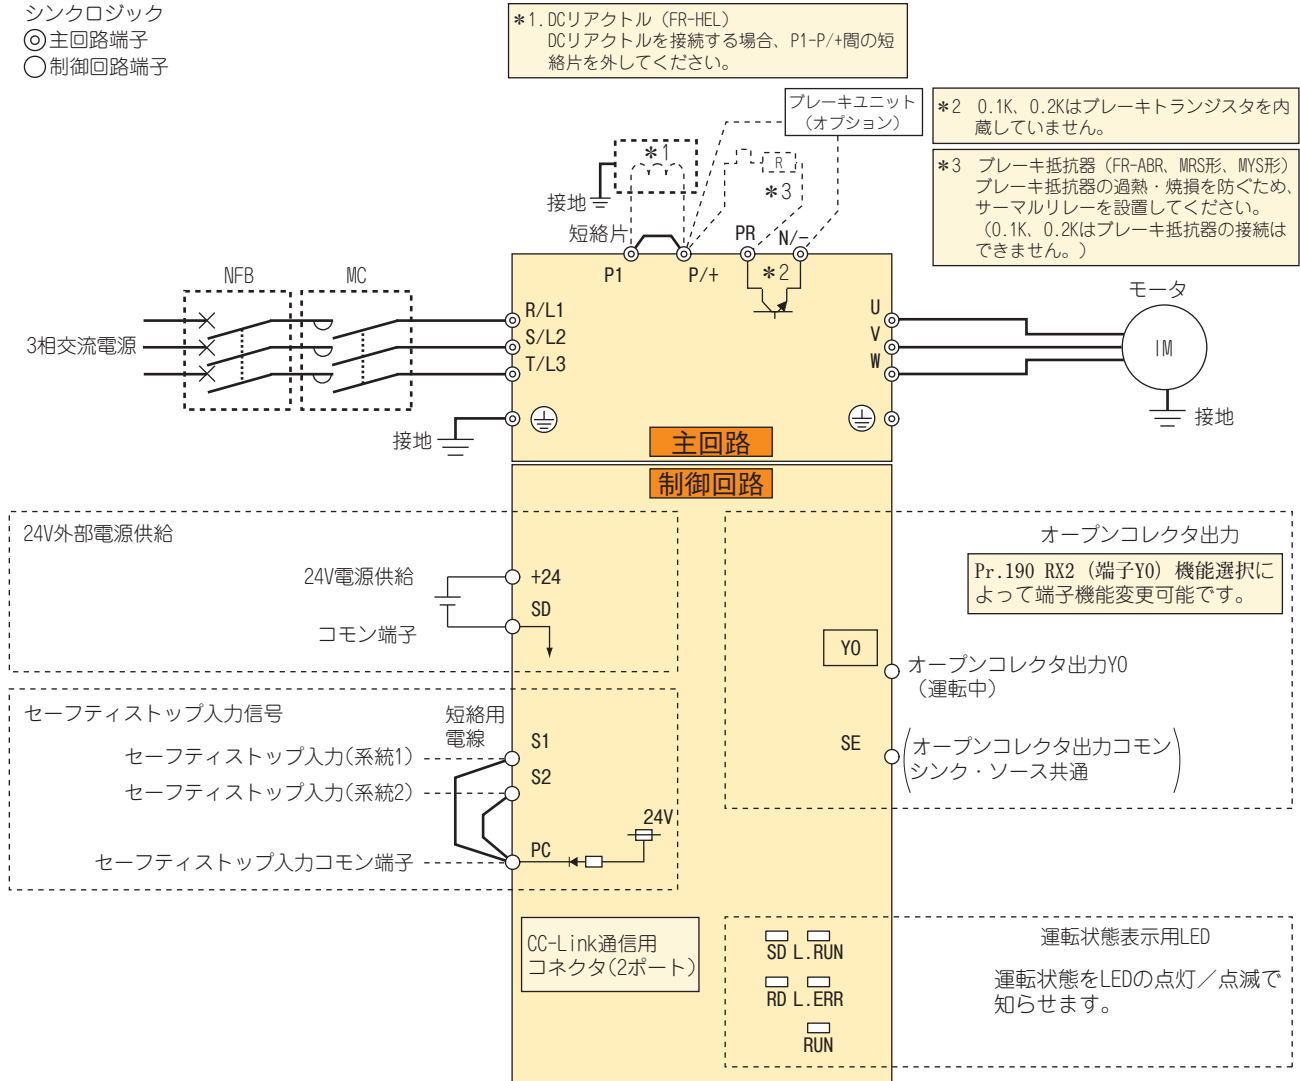 シンクロジック
◎主回路端子
○制御回路端子
＊1. DCリアクトル（FR-HEL）
DCリアクトルを接続する場合、P1-P/+間の短
絡片を外してください。
ブレーキユニット
（オプション）
＊2 0.1K、0.2Kはブレーキトランジスタを内
蔵していません。
＊3 ブレーキ抵抗器（FR-ABR、MRS形、MYS形）
ブレーキ抵抗器の過熱・焼損を防ぐため、
サーマルリレーを設置してください。
（0.1K、0.2Kはブレーキ抵抗器の接続は
できません。）
＊1
R
＊3
接地
短絡片
PR
N/-
P1
P/+
＊2
NFB
MC
モータ
R/L1
S/L2
T/L3
3相交流電源
U
V
W
IM
接地
接地
主回路
制御回路
24V外部電源供給
24V電源供給
+24
SD
コモン端子
オープンコレクタ出力
Pr.190 RX2（端子Y0）機能選択に
よって端子機能変更可能です。
Y0
オープンコレクタ出力Y0
（運転中）
SE
オープンコレクタ出力コモン
シンク・ソース共通
セーフティストップ入力信号
短絡用
電線
セーフティストップ入力(系統1)
S1
セーフティストップ入力(系統2)
S2
24V
セーフティストップ入力コモン端子
PC
CC-Link通信用
コネクタ(2ポート)
SD L.RUN
RD L.ERR
RUN
運転状態表示用LED
運転状態をLEDの点灯／点滅で
知らせます。